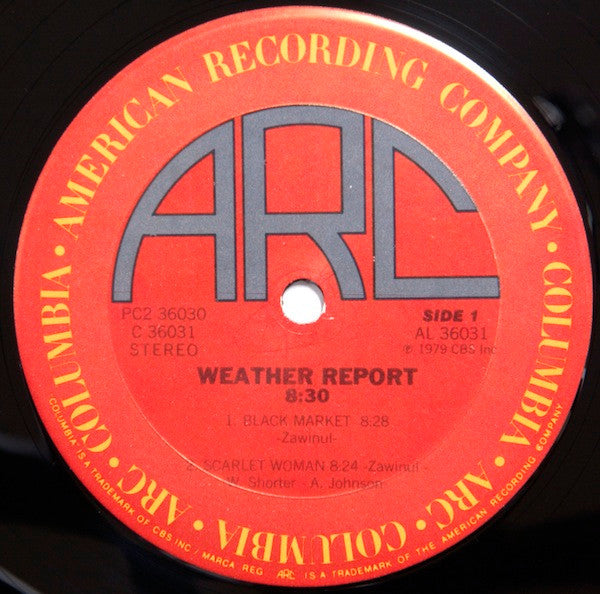 AMERICAN RECORDING COMPANY • COLUMBIA • ARC • COLUMBIA • ARC • COLUMBIA •
ARC
PC2 36030
C 36031
STEREO
SIDE 1
AL 36031
℗ 1979 CBS Inc
WEATHER REPORT
8:30
1. BLACK MARKET 8:28
-Zawinul-
2. SCARLET WOMAN 8:24 -Zawinul-
W. Shorter - A. Johnson-
COLUMBIA IS A TRADEMARK OF CBS INC / MARCA REG. ARC IS A TRADEMARK OF THE AMERICAN RECORDING COMPANY.